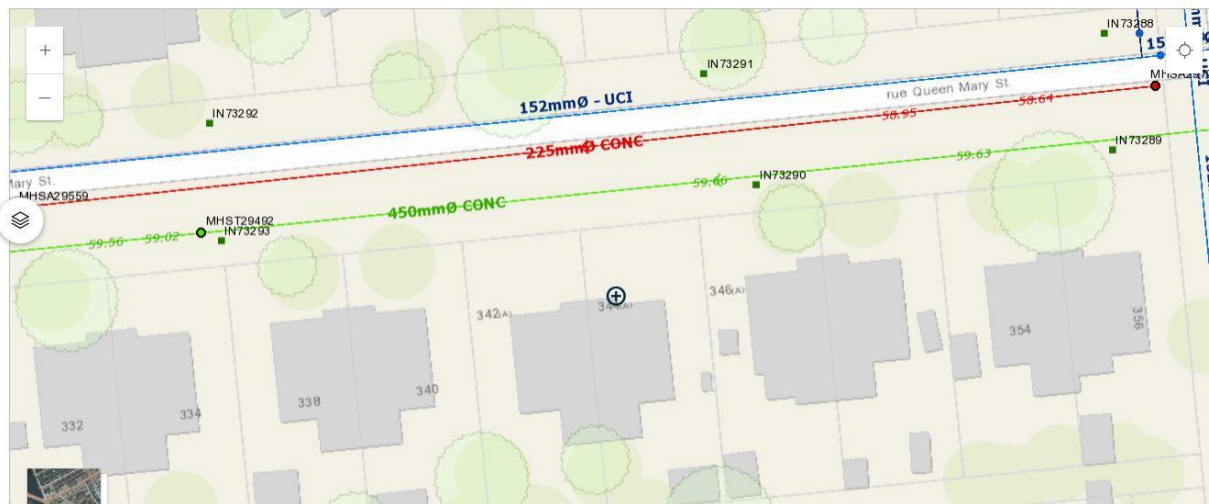 IN73288
IN73291
152mmØ - UCI
rue Queen Mary St.
58.64
58.95
IN73292
225mmØ CONC
IN73289
59.63
Mary St.
MHSA29559
IN73290
59.66
450mmØ CONC
MHST29492
IN73293
59.56
59.02
346(A)
342(A)
344(A)
354
356
340
338
334
332